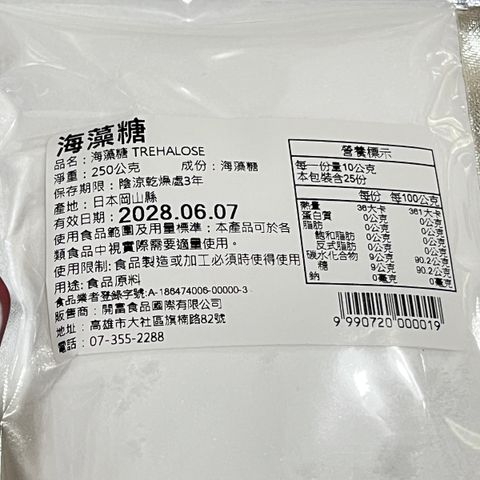 海藻糖
品名：海藻糖 TREHALOSE
淨重：250公克 成份：海藻糖
保存期限：陰涼乾燥處3年
產地：日本岡山縣
有效日期：2028.06.07
使用食品範圍及用量標準：本產品可於各
類食品中視實際需要適量使用。
使用限制：食品製造或加工必須時使得使用
用途：食品原料
食品業者登錄字號：A-186474006-00000-3
販售商：開富食品國際有限公司
地址：高雄市大社區旗楠路82號
電話：07-355-2288
營養標示
每一份量10公克
本包裝含25份
每份 每100公克
熱量 36大卡 361大卡
蛋白質 0公克 0公克
脂肪 0公克 0公克
飽和脂肪 0公克 0公克
反式脂肪 0公克 0公克
碳水化合物 9公克 90.2公克
糖 9公克 90.2公克
鈉 0毫克 0毫克
9 990720 000019